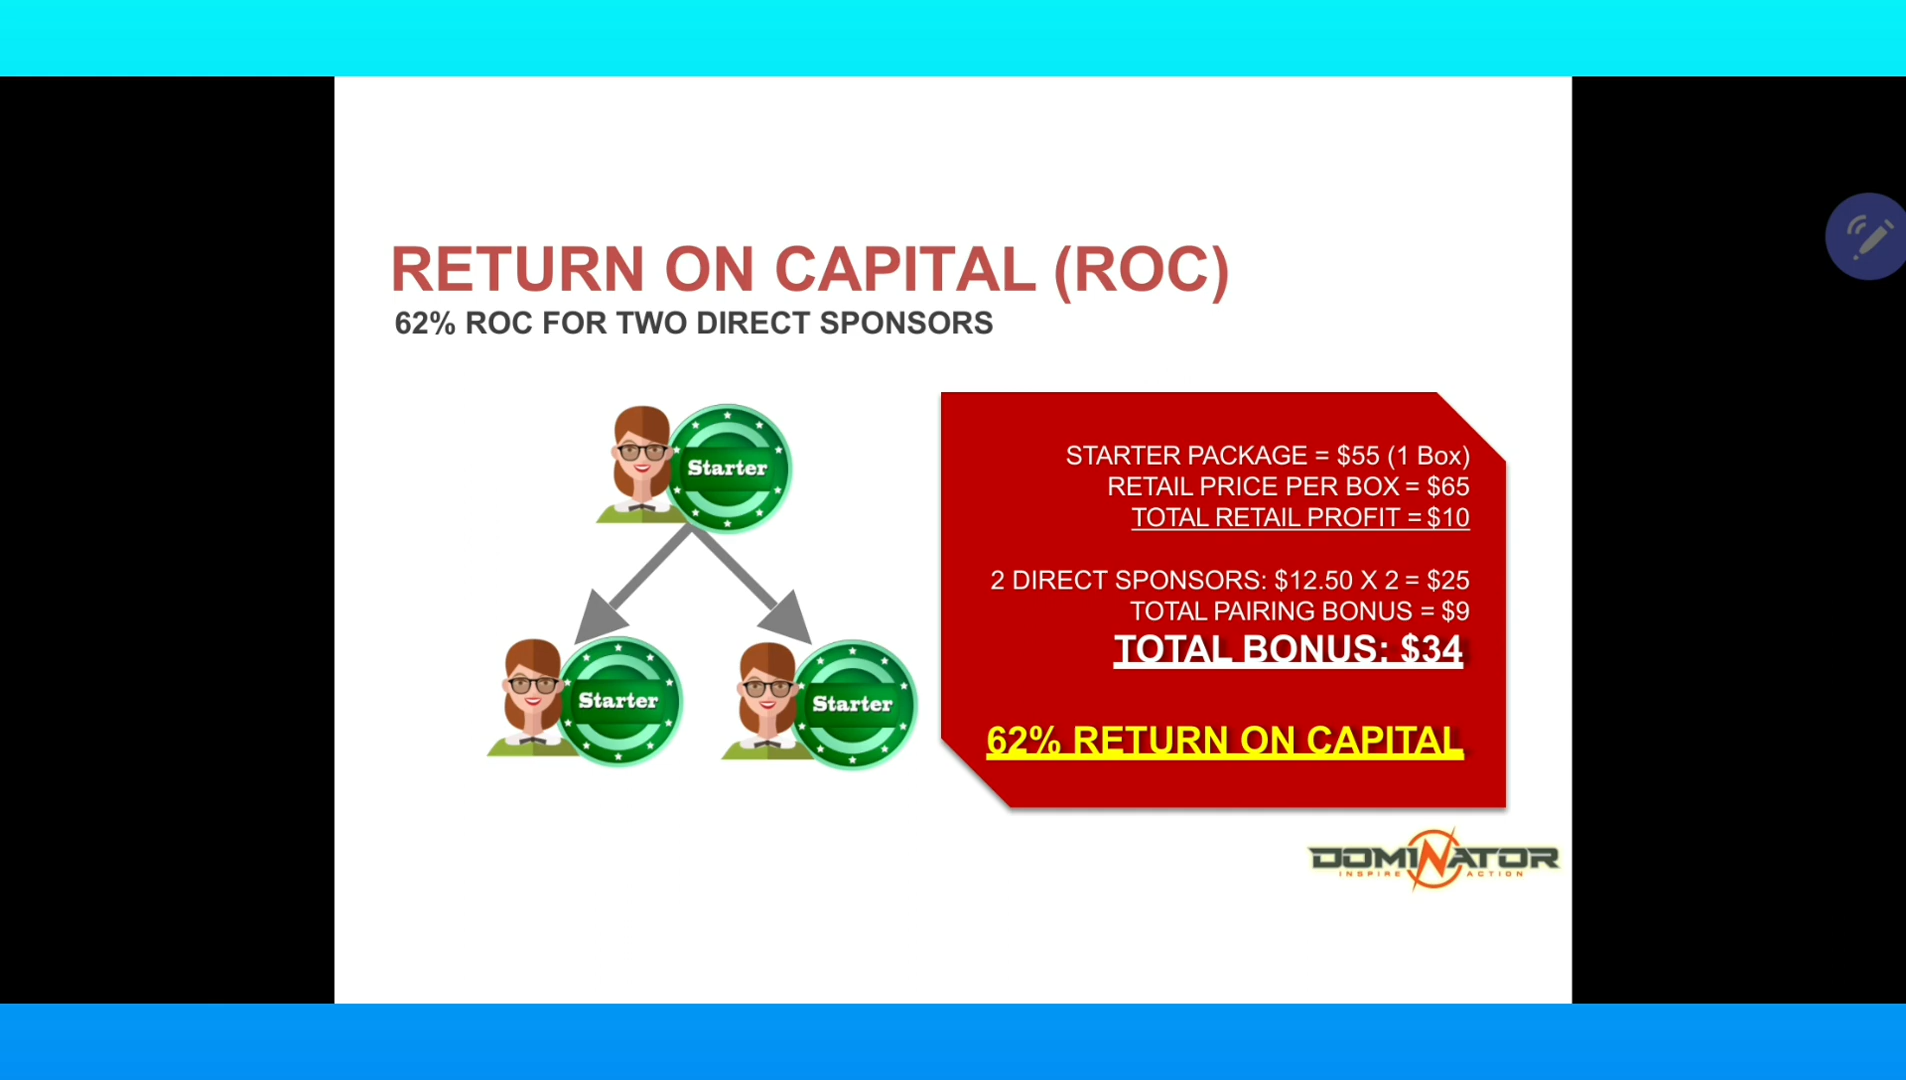 RETURN ON CAPITAL (ROC)
62% ROC FOR TWO DIRECT SPONSORS
Starter
Starter
Starter
STARTER PACKAGE = $55 (1 Box)
RETAIL PRICE PER BOX = $65
TOTAL RETAIL PROFIT = $10
2 DIRECT SPONSORS: $12.50 X 2 = $25
TOTAL PAIRING BONUS = $9
TOTAL BONUS: $34
62% RETURN ON CAPITAL
DOMINATOR
INSPIRE ACTION